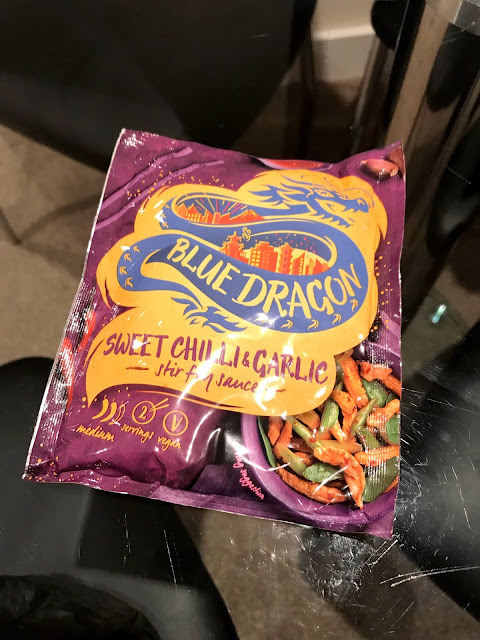 BLUE DRAGON
SWEET CHILLI & GARLIC
stir fry sauce
2
V
medium
servings
vegan